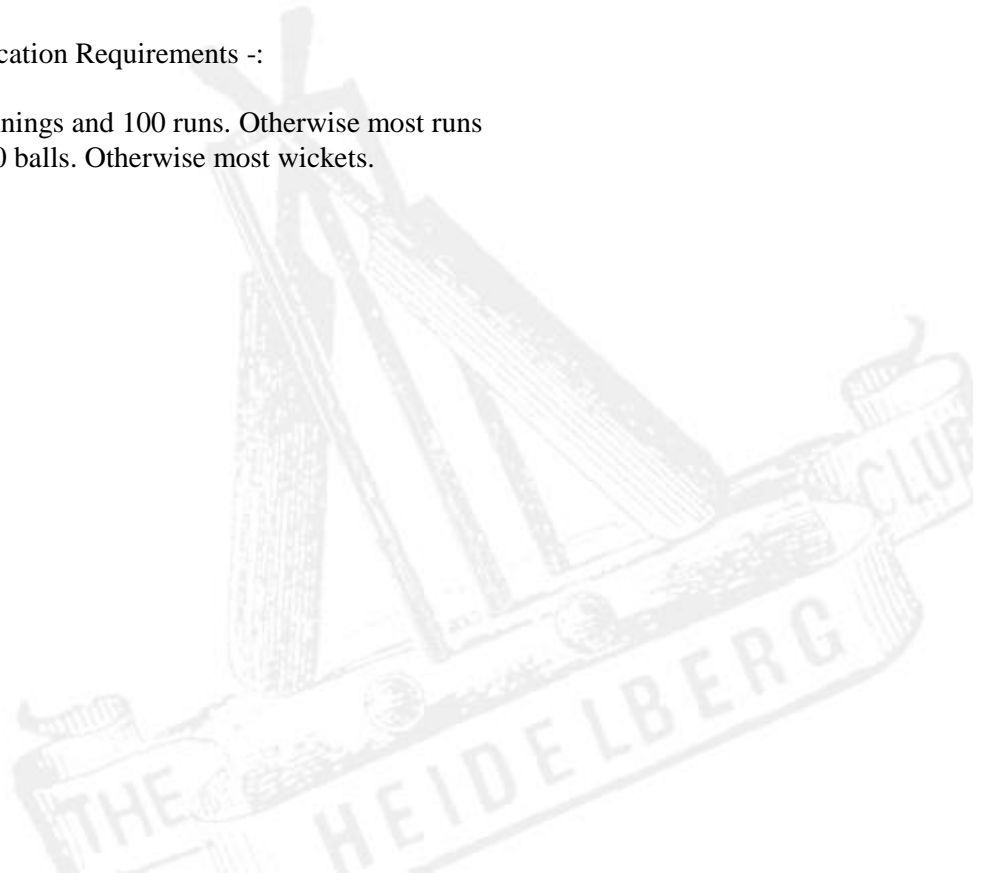 cation Requirements -:
nings and 100 runs. Otherwise most runs
0 balls. Otherwise most wickets.
THE
HEIDELBERG
CLUB